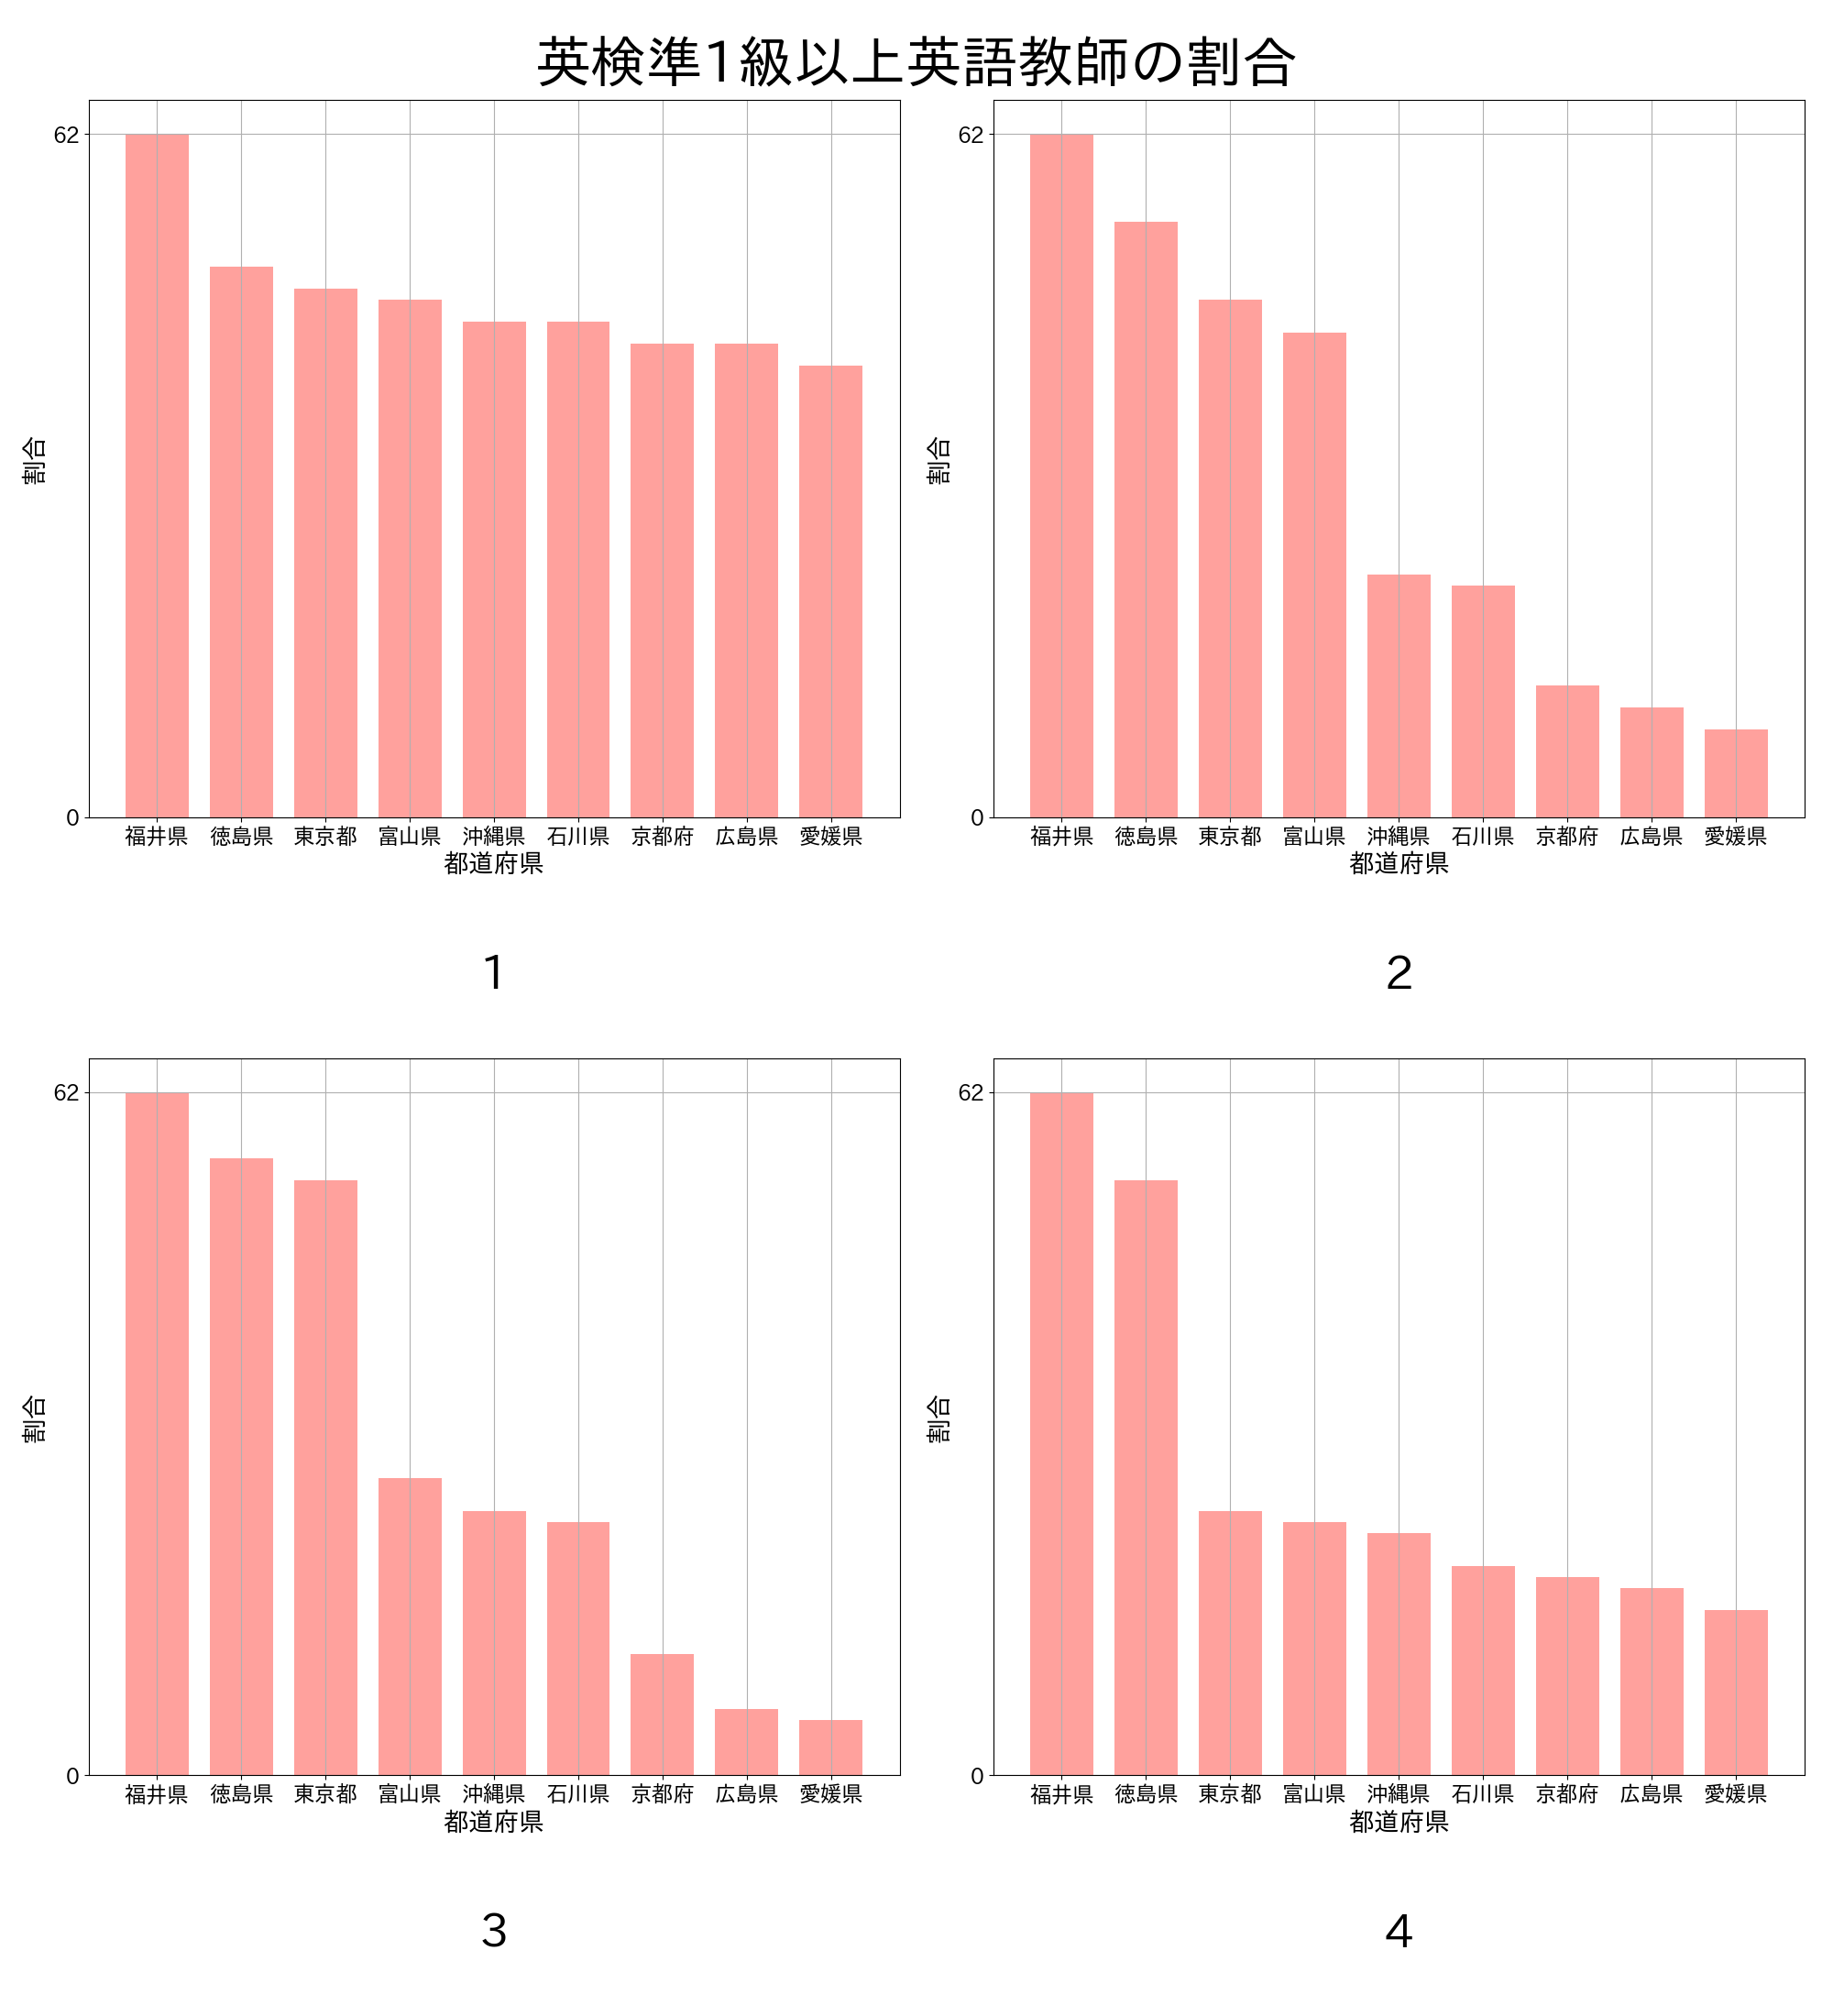 英検準1級以上英語教師の割合
62
0
割合
福井県 徳島県 東京都 富山県 沖縄県 石川県 京都府 広島県 愛媛県
都道府県
1
62
0
割合
福井県 徳島県 東京都 富山県 沖縄県 石川県 京都府 広島県 愛媛県
都道府県
2
62
0
割合
福井県 徳島県 東京都 富山県 沖縄県 石川県 京都府 広島県 愛媛県
都道府県
3
62
0
割合
福井県 徳島県 東京都 富山県 沖縄県 石川県 京都府 広島県 愛媛県
都道府県
4